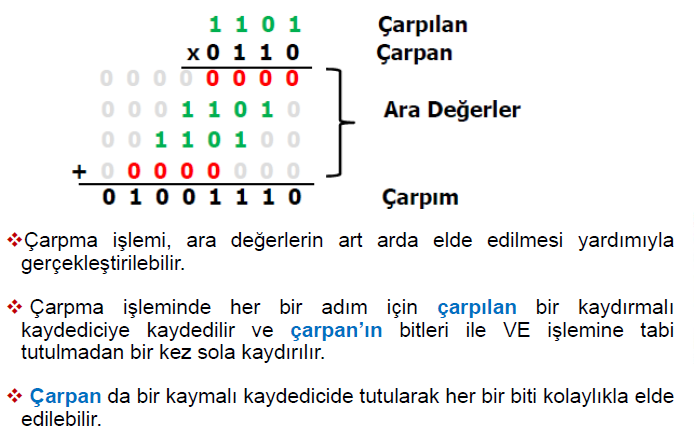 1 1 0 1 Çarpılan
x 0 1 1 0 Çarpan
0 0 0 0 0 0 0 0
0 0 0 1 1 0 1 0 Ara Değerler
0 0 1 1 0 1 0 0
+ 0 0 0 0 0 0 0 0
0 1 0 0 1 1 1 0 Çarpım
❖Çarpma işlemi, ara değerlerin art arda elde edilmesi yardımıyla
gerçekleştirilebilir.
❖ Çarpma işleminde her bir adım için çarpılan bir kaydırmalı
kaydediciye kaydedilir ve çarpan’ın bitleri ile VE işlemine tabi
tutulmadan bir kez sola kaydırılır.
❖ Çarpan da bir kaymalı kaydedicide tutularak her bir biti kolaylıkla elde
edilebilir.